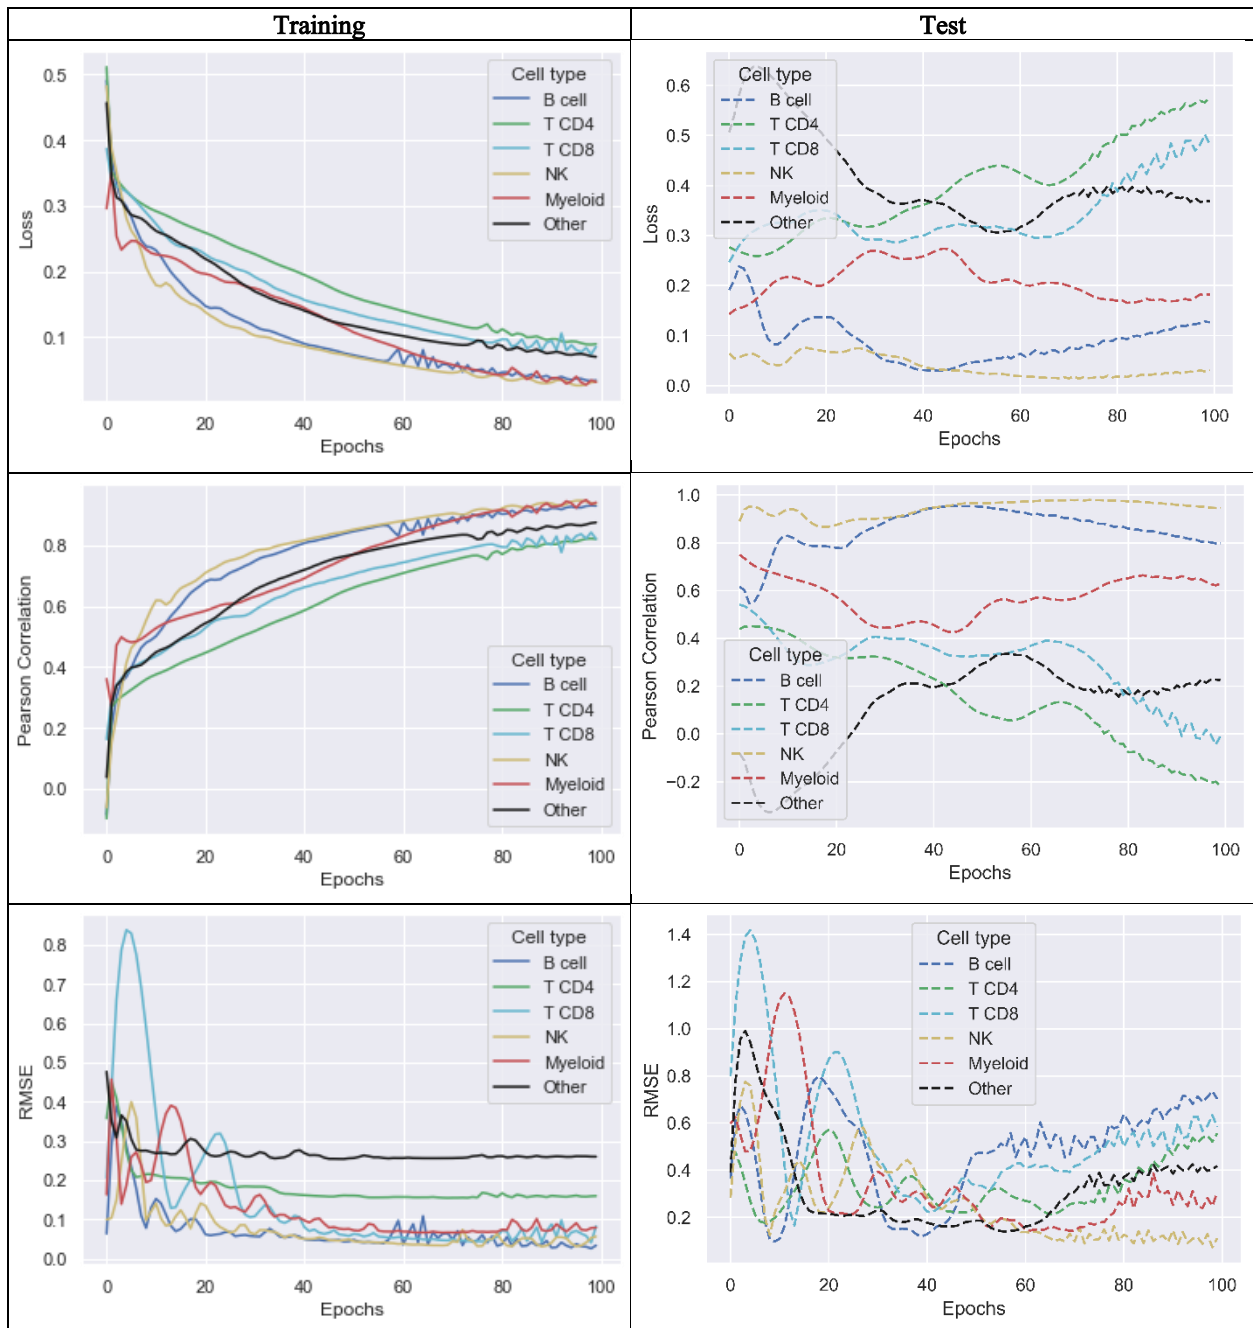 Training
Test
Loss
0.5
0.4
0.3
0.2
0.1
Cell type
B cell
T CD4
T CD8
NK
Myeloid
Other
0 20 40 60 80 100
Epochs
Loss
0.6
0.5
0.4
0.3
0.2
0.1
0.0
Cell type
B cell
T CD4
T CD8
NK
Myeloid
Other
0 20 40 60 80 100
Epochs
Pearson Correlation
0.8
0.6
0.4
0.2
0.0
Cell type
B cell
T CD4
T CD8
NK
Myeloid
Other
0 20 40 60 80 100
Epochs
Pearson Correlation
1.0
0.8
0.6
0.4
0.2
0.0
−0.2
Cell type
B cell
T CD4
T CD8
NK
Myeloid
Other
0 20 40 60 80 100
Epochs
RMSE
0.8
0.7
0.6
0.5
0.4
0.3
0.2
0.1
0.0
Cell type
B cell
T CD4
T CD8
NK
Myeloid
Other
0 20 40 60 80 100
Epochs
RMSE
1.4
1.2
1.0
0.8
0.6
0.4
0.2
Cell type
B cell
T CD4
T CD8
NK
Myeloid
Other
0 20 40 60 80 100
Epochs